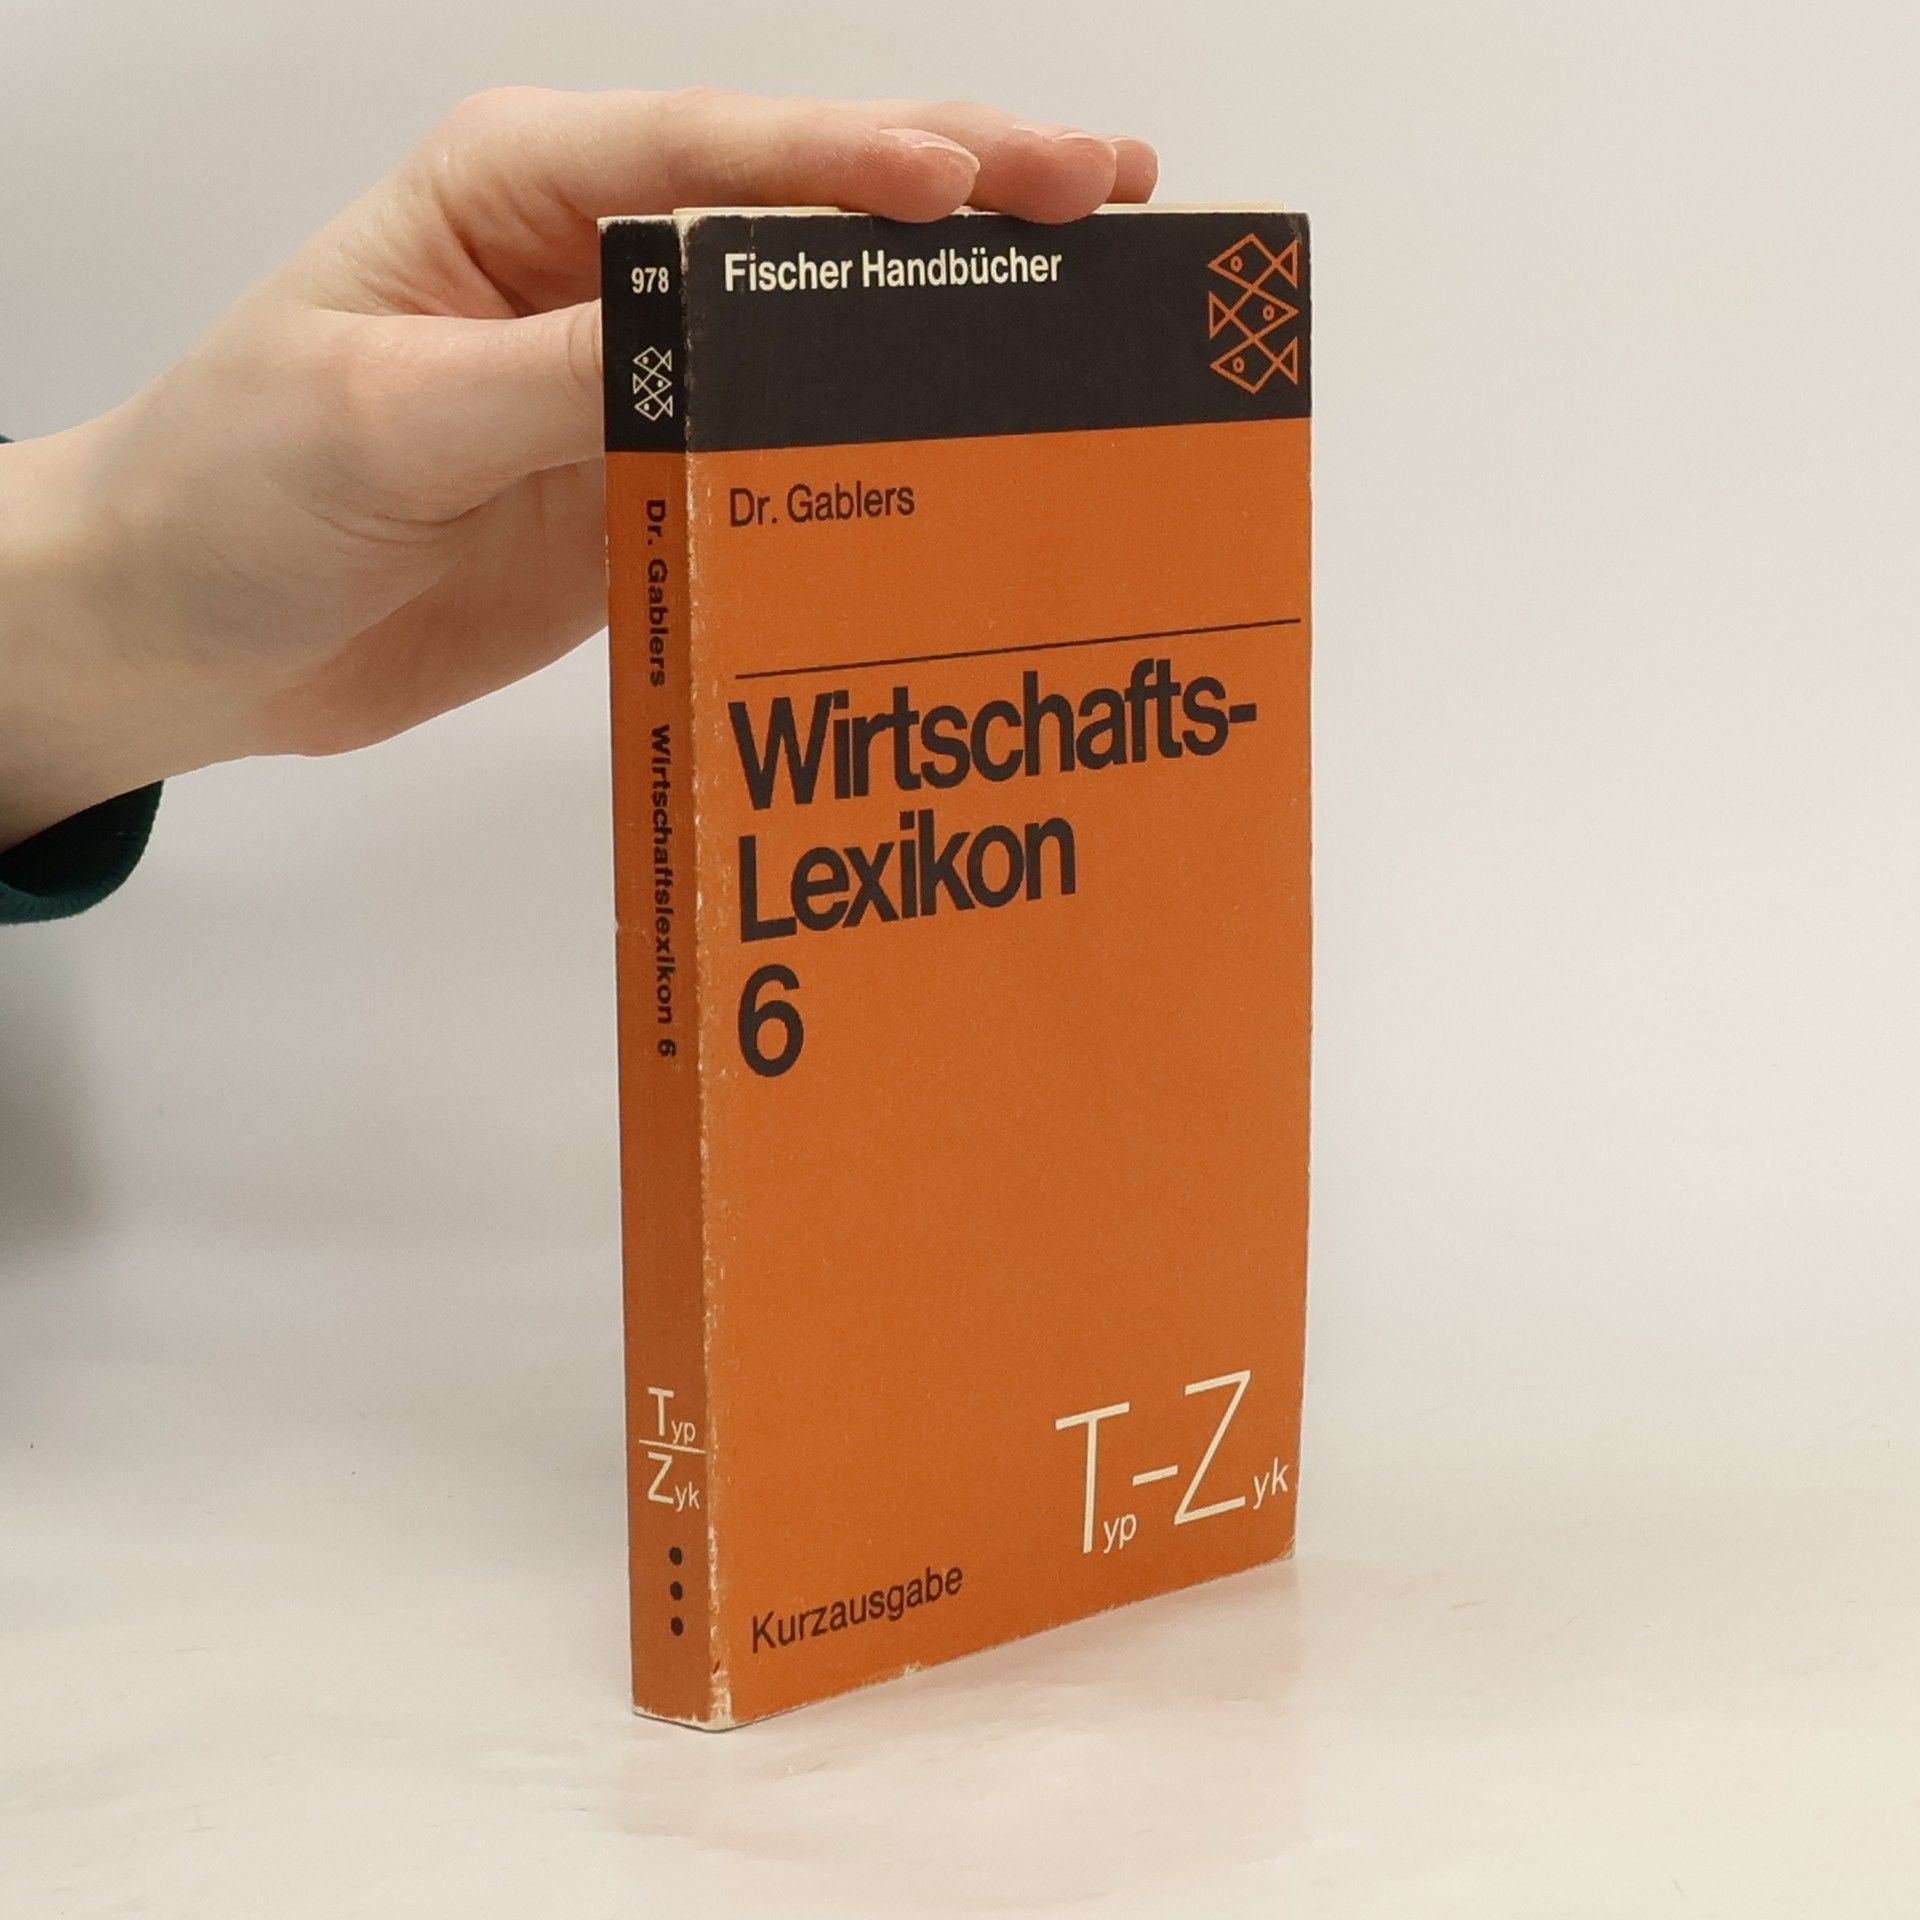 978
Dr. Gablers Wirtschaftslexikon 6
Typ
Zyk
Fischer Handbücher
Dr. Gablers
Wirtschafts-
Lexikon
6
Typ-Zyk
Kurzausgabe